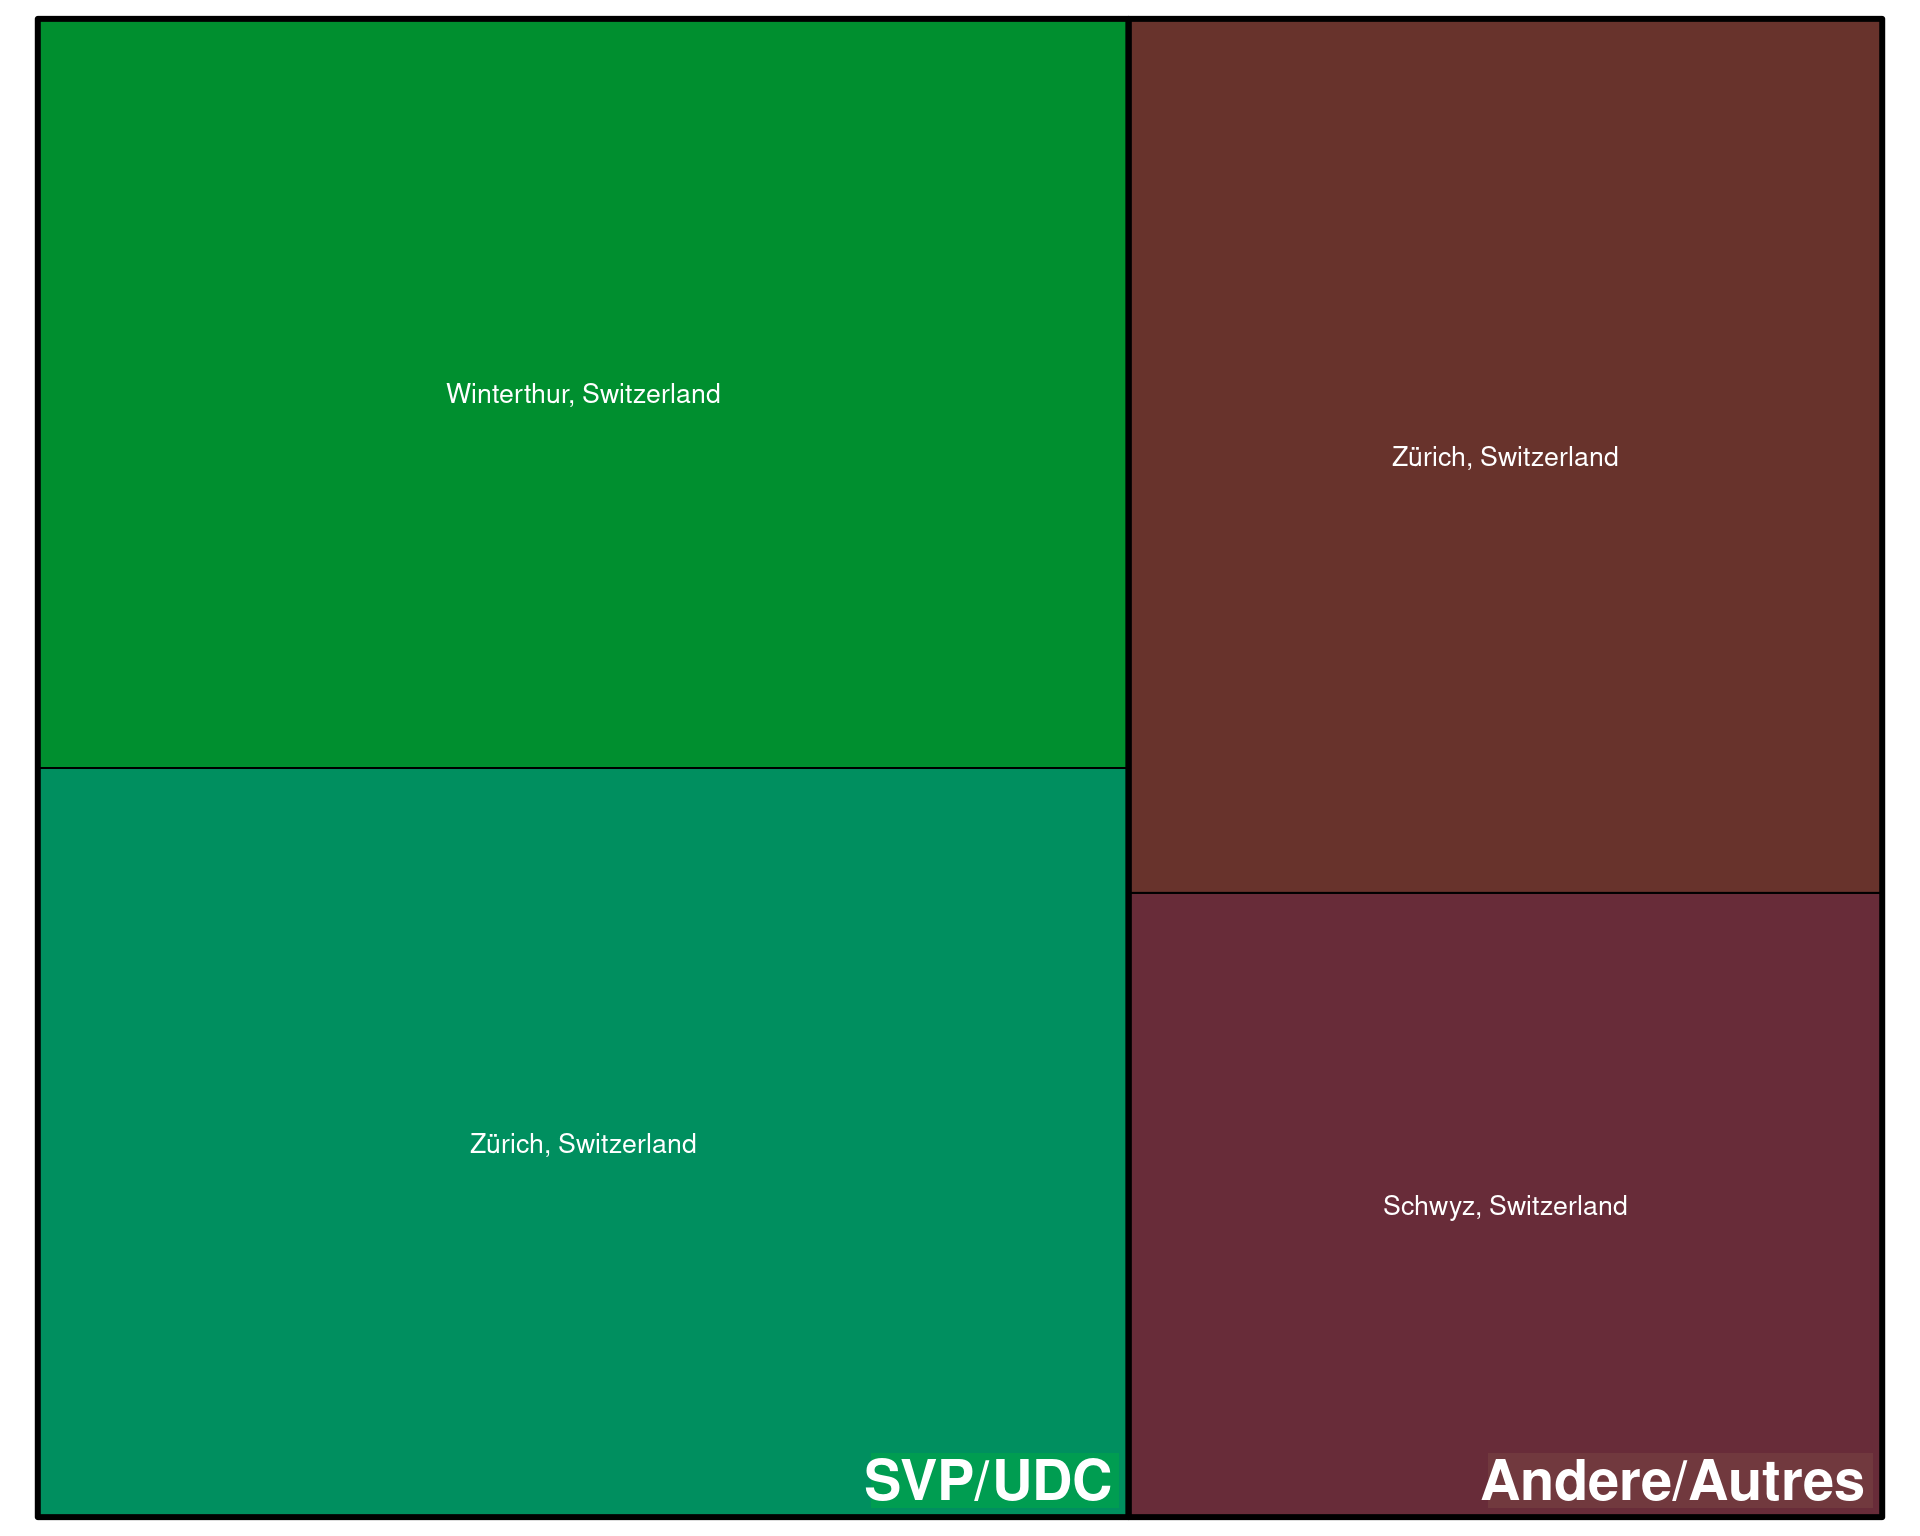 Winterthur, Switzerland
Zürich, Switzerland
Zürich, Switzerland
Schwyz, Switzerland
SVP/UDC
Andere/Autres